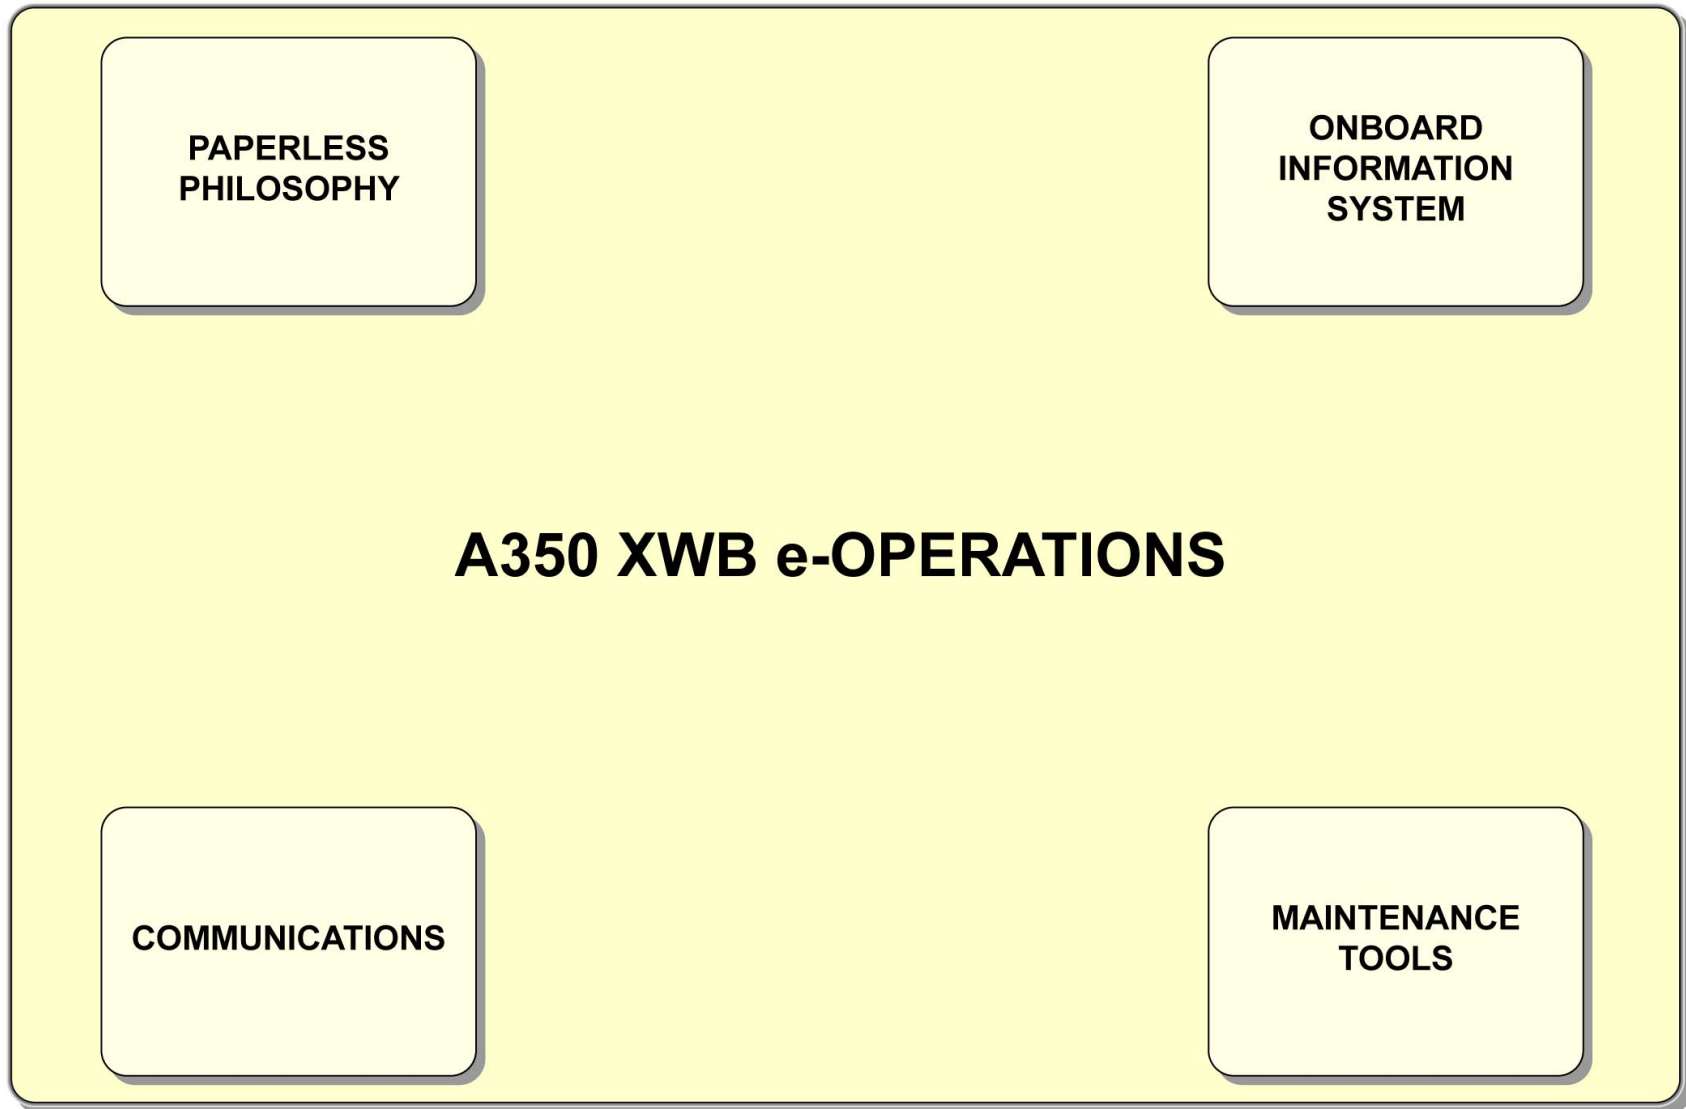 PAPERLESS
PHILOSOPHY
ONBOARD
INFORMATION
SYSTEM
A350 XWB e-OPERATIONS
COMMUNICATIONS
MAINTENANCE
TOOLS